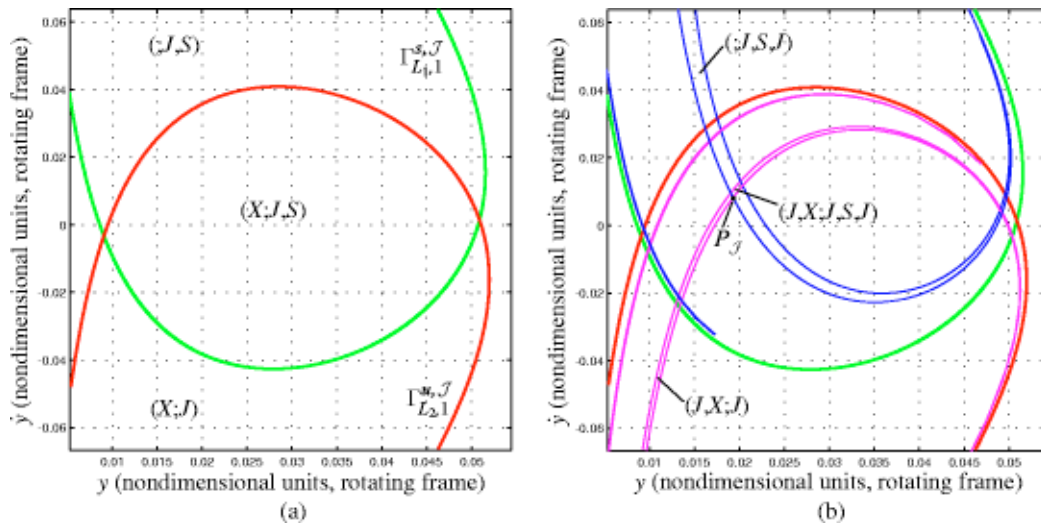 0.06
0.04
0.02
0
-0.02
-0.04
-0.06
ẏ (nondimensional units, rotating frame)
(;J,S)
Γ^{s,𝒥}_{L₁,1}
(X;J,S)
(X;J)
Γ^{u,𝒥}_{L₂,1}
0.01 0.015 0.02 0.025 0.03 0.035 0.04 0.045 0.05
y (nondimensional units, rotating frame)
(a)
0.06
0.04
0.02
0
-0.02
-0.04
-0.06
ẏ (nondimensional units, rotating frame)
(;J,S,J)
(J,X;J,S,J)
P_𝒥
(J,X;J)
0.01 0.015 0.02 0.025 0.03 0.035 0.04 0.045 0.05
y (nondimensional units, rotating frame)
(b)